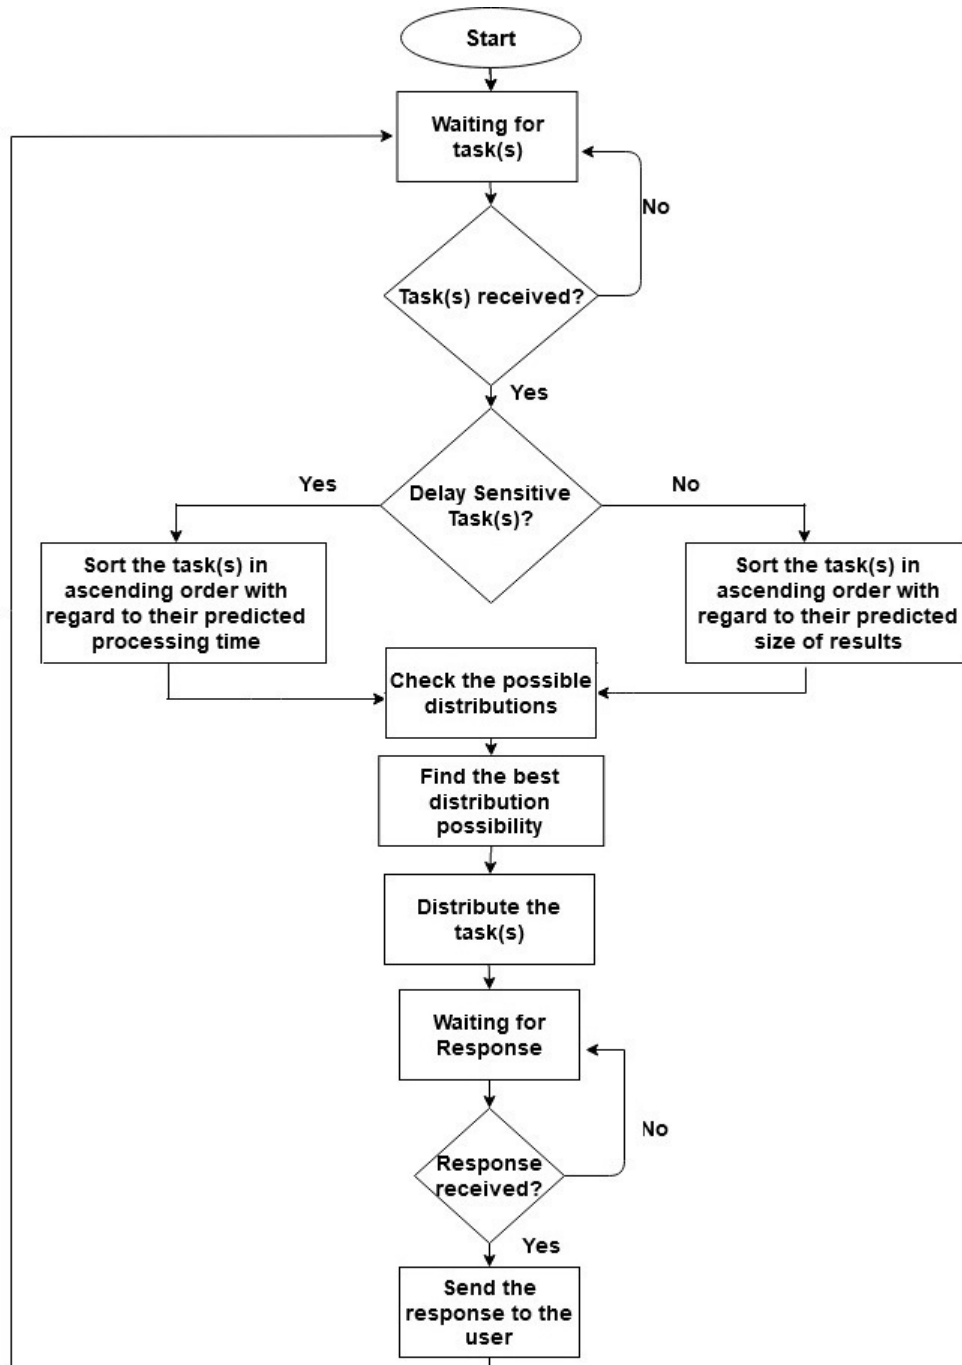 Start
Waiting for
task(s)
No
Task(s) received?
Yes
Yes
Delay Sensitive
Task(s)?
No
Sort the task(s) in
ascending order with
regard to their predicted
processing time
Sort the task(s) in
ascending order with
regard to their predicted
size of results
Check the possible
distributions
Find the best
distribution
possibility
Distribute the
task(s)
Waiting for
Response
No
Response
received?
Yes
Send the
response to the
user